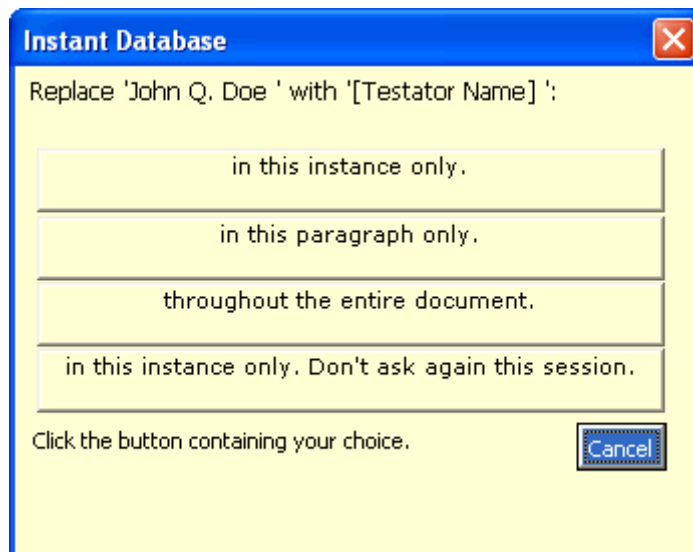 Instant Database
Replace 'John Q. Doe ' with '[Testator Name] ':
in this instance only.
in this paragraph only.
throughout the entire document.
in this instance only. Don't ask again this session.
Click the button containing your choice.
Cancel